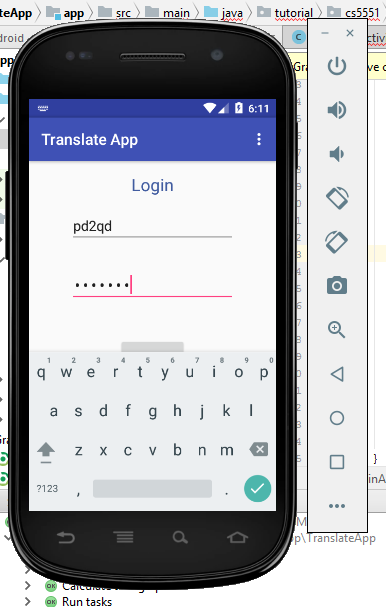 app src main java tutorial cs5551
6:11
Translate App
Login
pd2qd
•••••••
1 2 3 4 5 6 7 8 9 0
q w e r t y u i o p
a s d f g h j k l
z x c v b n m
?123 , .
\TranslateApp
Run tasks